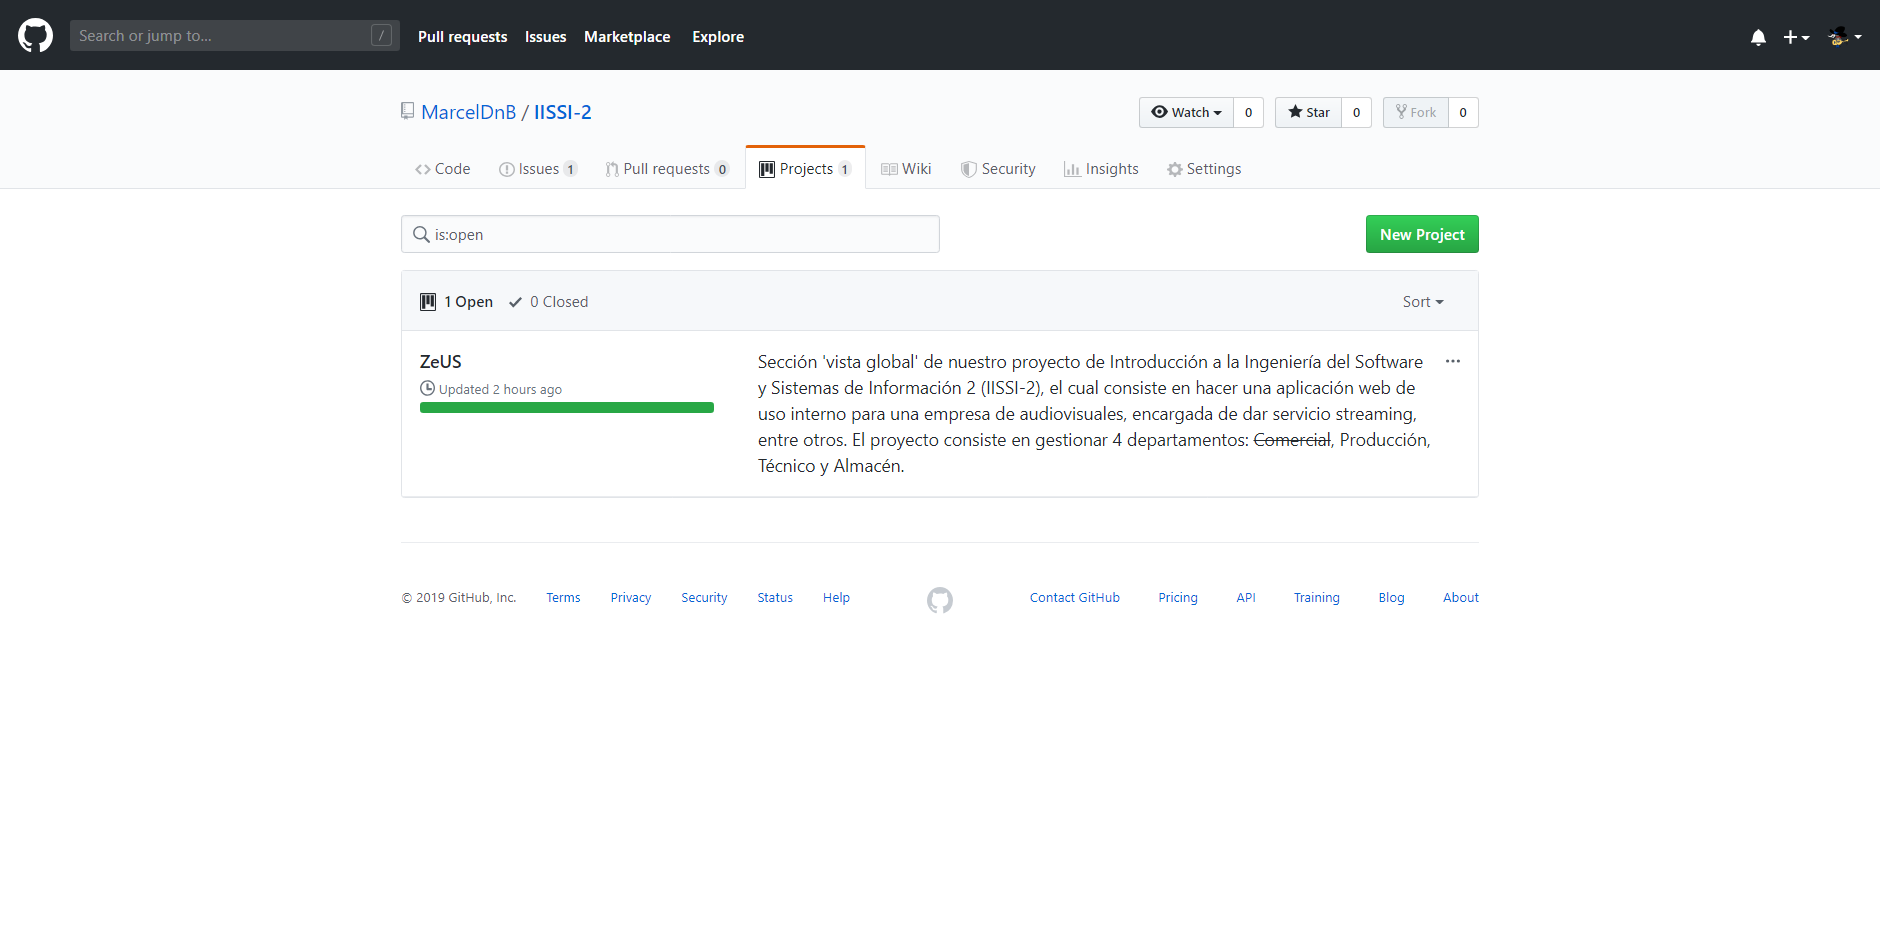 Search or jump to... /
Pull requests Issues Marketplace Explore
MarcelDnB / IISSI-2
Watch 0 Star 0 Fork 0
Code Issues 1 Pull requests 0 Projects 1 Wiki Security Insights Settings
is:open
New Project
1 Open 0 Closed
Sort
ZeUS
Updated 2 hours ago
Sección 'vista global' de nuestro proyecto de Introducción a la Ingeniería del Software
y Sistemas de Información 2 (IISSI-2), el cual consiste en hacer una aplicación web de
uso interno para una empresa de audiovisuales, encargada de dar servicio streaming,
entre otros. El proyecto consiste en gestionar 4 departamentos: Comercial, Producción,
Técnico y Almacén.
© 2019 GitHub, Inc. Terms Privacy Security Status Help Contact GitHub Pricing API Training Blog About